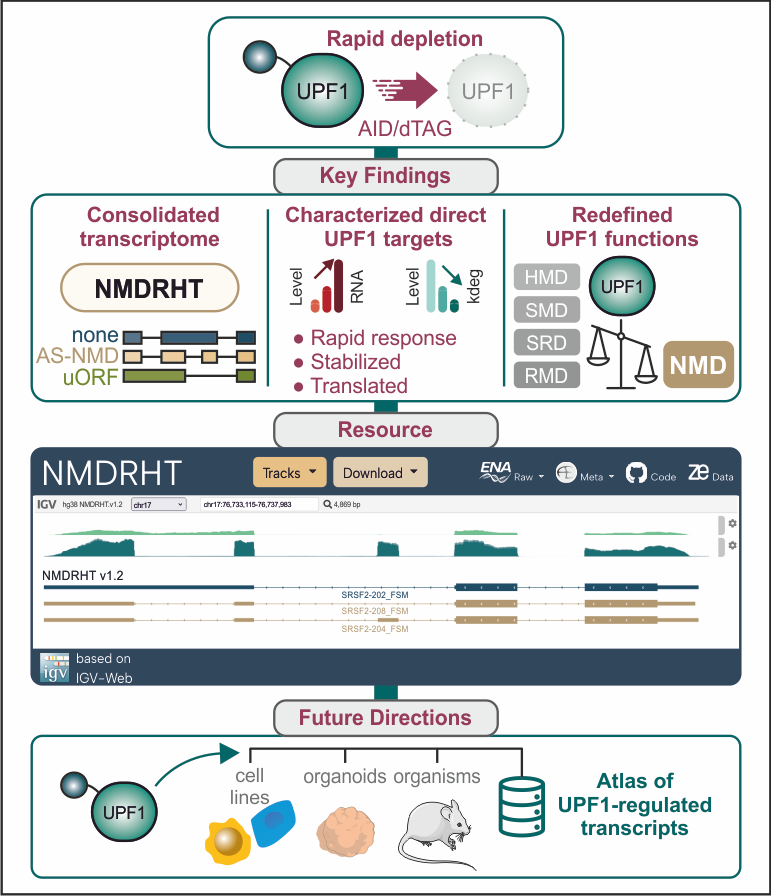 Rapid depletion
UPF1
UPF1
AID/dTAG
Key Findings
Consolidated
transcriptome
NMDRHT
none
AS-NMD
uORF
Characterized direct
UPF1 targets
Level
RNA
Level
kdeg
● Rapid response
● Stabilized
● Translated
Redefined
UPF1 functions
HMD
SMD
SRD
RMD
UPF1
NMD
Resource
NMDRHT
Tracks
Download
ENA Raw
Meta
Code
ze Data
IGV hg38 NMDRHT.v1.2 chr17 chr17:76,733,115-76,737,983 4,869 bp
NMDRHT v1.2
SRSF2-202_FSM
SRSF2-208_FSM
SRSF2-204_FSM
igv
based on
IGV-Web
Future Directions
UPF1
cell
lines
organoids
organisms
Atlas of
UPF1-regulated
transcripts